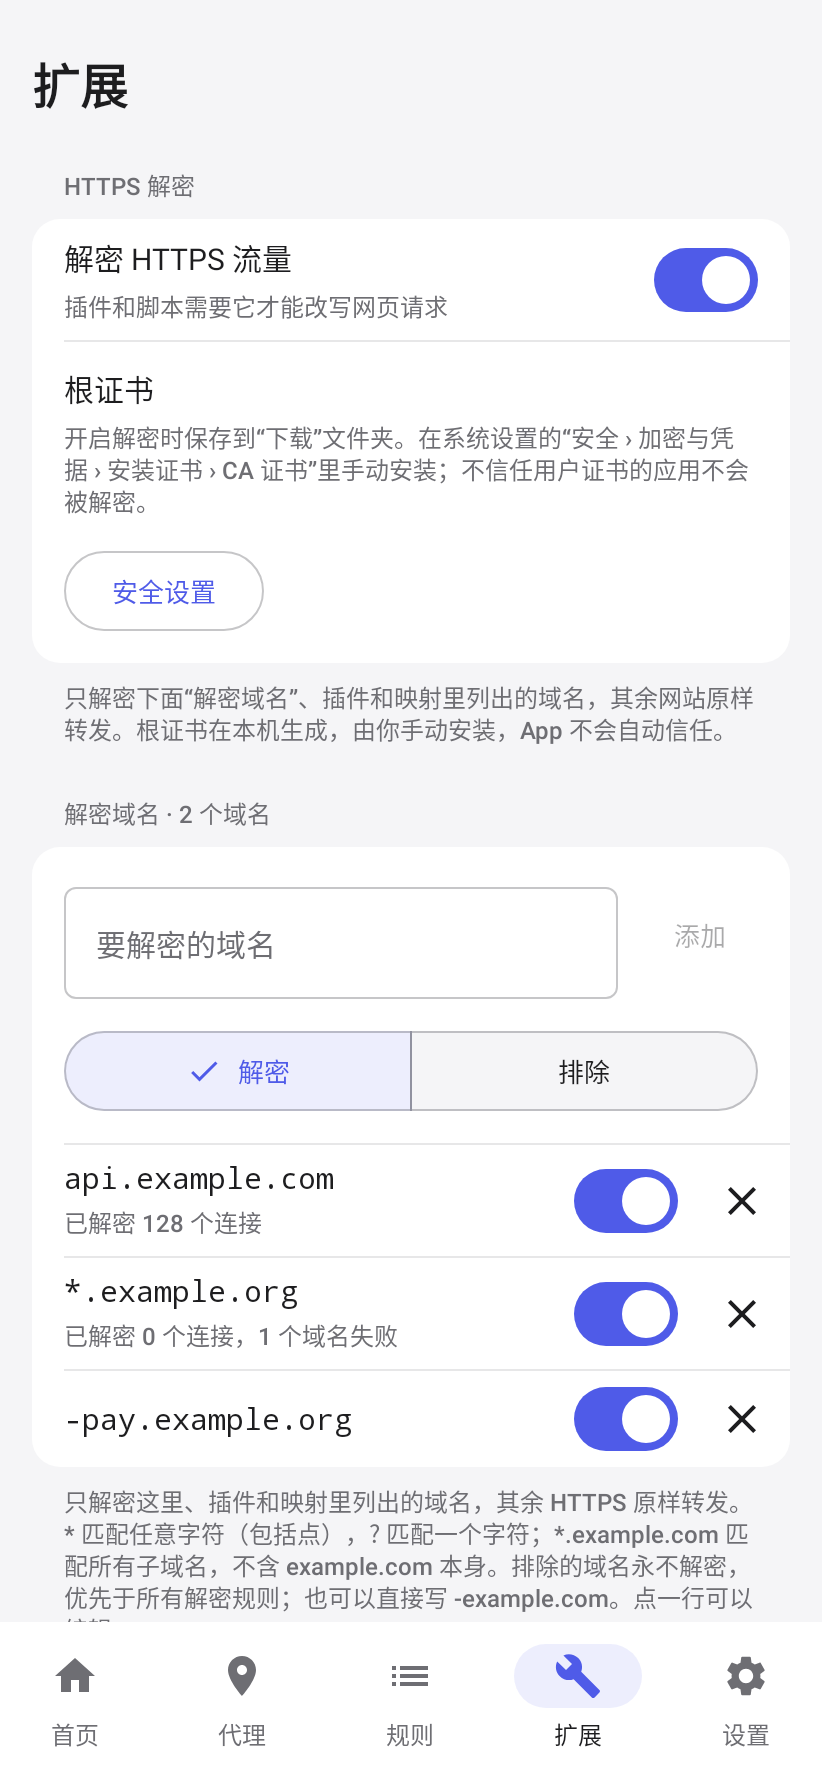 扩展
HTTPS 解密
解密 HTTPS 流量
插件和脚本需要它才能改写网页请求
根证书
开启解密时保存到“下载”文件夹。在系统设置的“安全 › 加密与凭
据 › 安装证书 › CA 证书”里手动安装；不信任用户证书的应用不会
被解密。
安全设置
只解密下面“解密域名”、插件和映射里列出的域名，其余网站原样
转发。根证书在本机生成，由你手动安装，App 不会自动信任。
解密域名 · 2 个域名
要解密的域名
添加
解密
排除
api.example.com
已解密 128 个连接
*.example.org
已解密 0 个连接，1 个域名失败
-pay.example.org
只解密这里、插件和映射里列出的域名，其余 HTTPS 原样转发。
* 匹配任意字符（包括点），? 匹配一个字符；*.example.com 匹
配所有子域名，不含 example.com 本身。排除的域名永不解密，
优先于所有解密规则；也可以直接写 -example.com。点一行可以
首页
代理
规则
扩展
设置